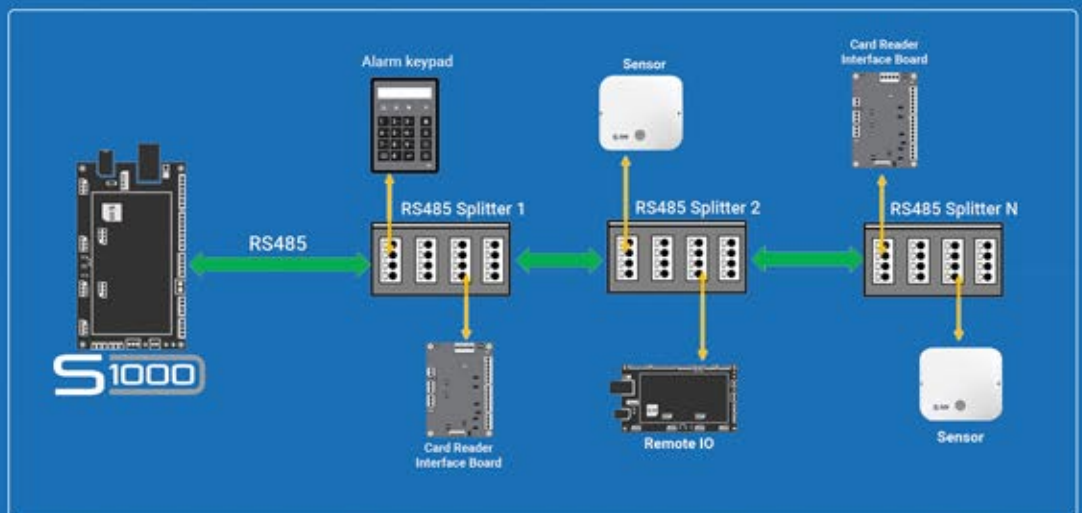 Alarm keypad
Sensor
Card Reader
Interface Board
RS485
RS485 Splitter 1
RS485 Splitter 2
RS485 Splitter N
S1000
Card Reader
Interface Board
Remote IO
Sensor